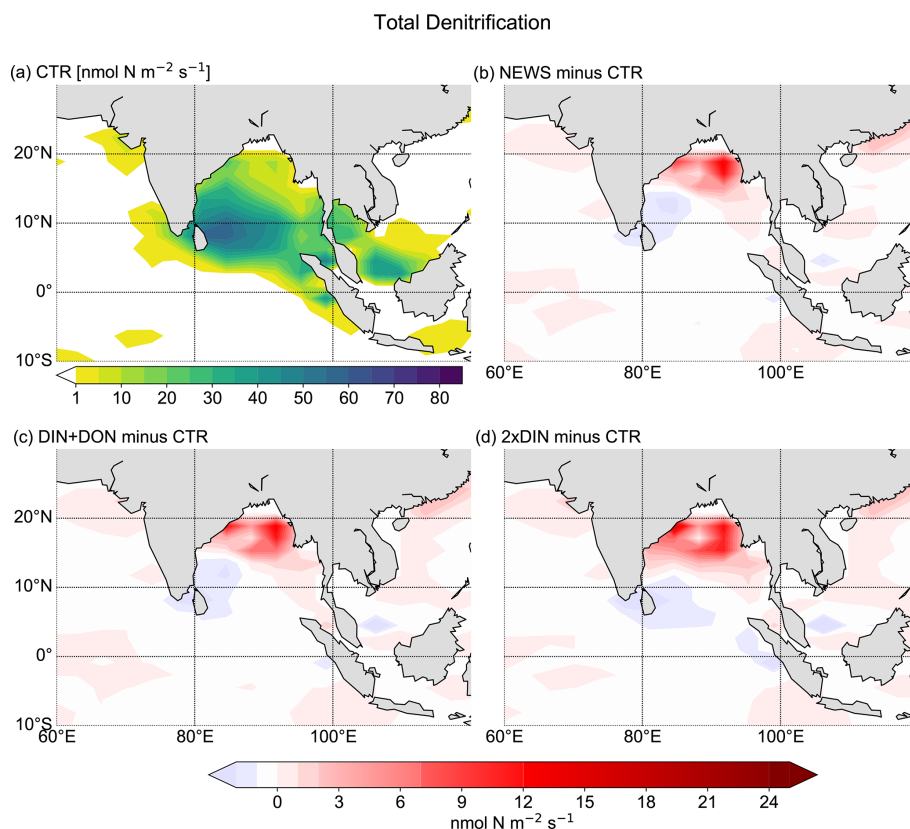 Total Denitrification
(a) CTR [nmol N m⁻² s⁻¹]
(b) NEWS minus CTR
20°N
10°N
0°
10°S
1 10 20 30 40 50 60 70 80
60°E 80°E 100°E
(c) DIN+DON minus CTR
(d) 2xDIN minus CTR
20°N
10°N
0°
10°S
60°E 80°E 100°E
60°E 80°E 100°E
0 3 6 9 12 15 18 21 24
nmol N m⁻² s⁻¹